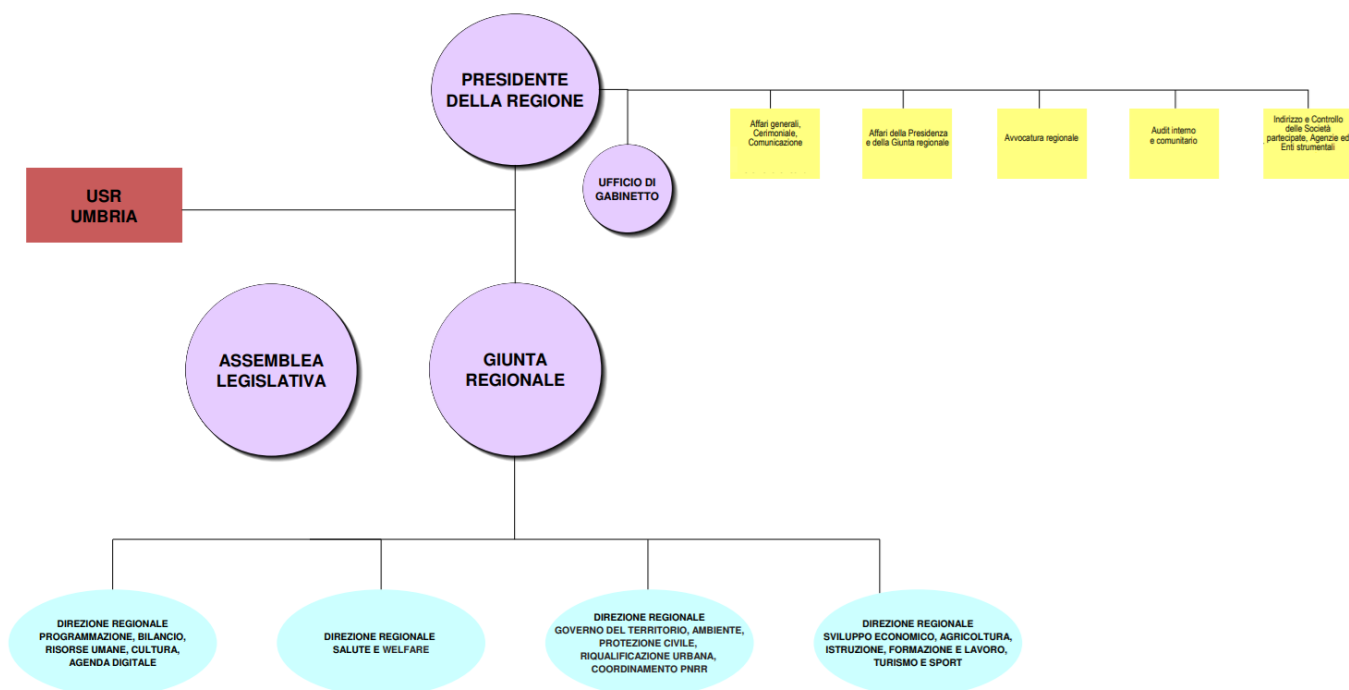 PRESIDENTE
DELLA REGIONE
Affari generali,
Cerimoniale,
Comunicazione
Affari della Presidenza
e della Giunta regionale
Avvocatura regionale
Audit interno
e comunitario
Indirizzo e Controllo
delle Società
partecipate, Agenzie ed
Enti strumentali
UFFICIO DI
GABINETTO
USR
UMBRIA
ASSEMBLEA
LEGISLATIVA
GIUNTA
REGIONALE
DIREZIONE REGIONALE
PROGRAMMAZIONE, BILANCIO,
RISORSE UMANE, CULTURA,
AGENDA DIGITALE
DIREZIONE REGIONALE
SALUTE E WELFARE
DIREZIONE REGIONALE
GOVERNO DEL TERRITORIO, AMBIENTE,
PROTEZIONE CIVILE,
RIQUALIFICAZIONE URBANA,
COORDINAMENTO PNRR
DIREZIONE REGIONALE
SVILUPPO ECONOMICO, AGRICOLTURA,
ISTRUZIONE, FORMAZIONE E LAVORO,
TURISMO E SPORT